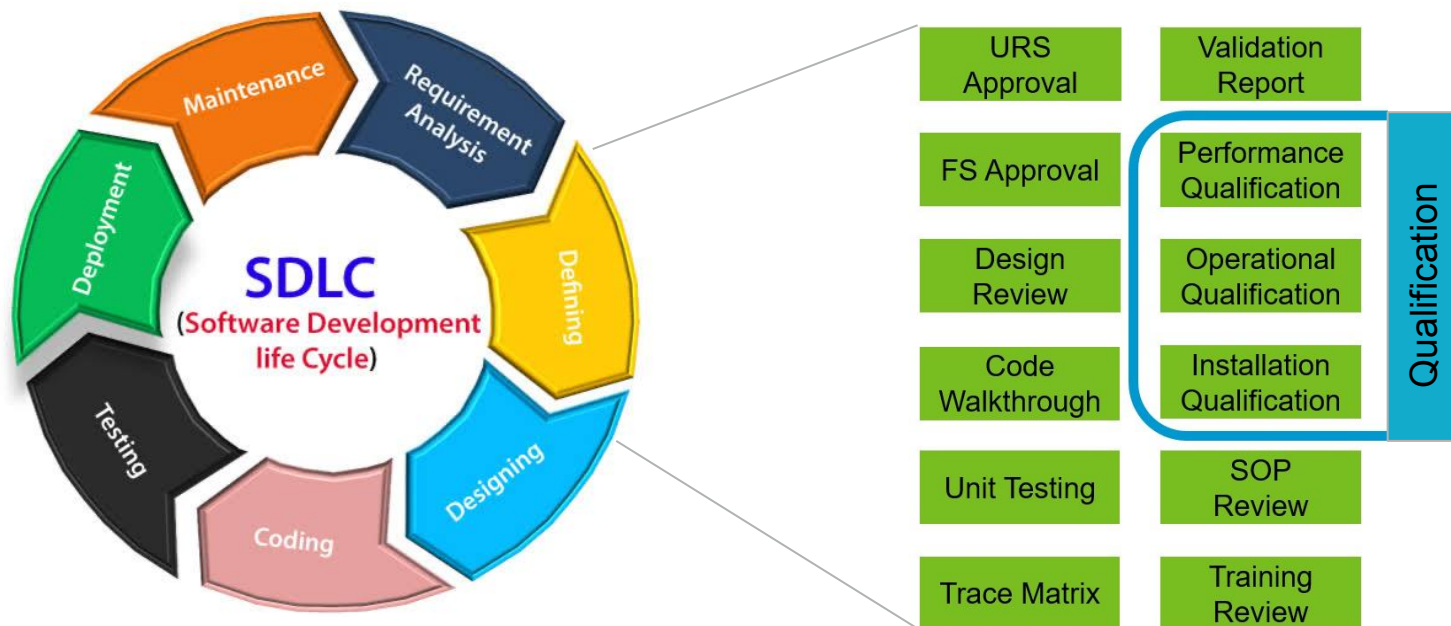 Maintenance
Requirement
Analysis
Defining
Designing
Coding
Testing
Deployment
SDLC
(Software Development
life Cycle)
URS
Approval
FS Approval
Design
Review
Code
Walkthrough
Unit Testing
Trace Matrix
Validation
Report
Performance
Qualification
Operational
Qualification
Installation
Qualification
SOP
Review
Training
Review
Qualification